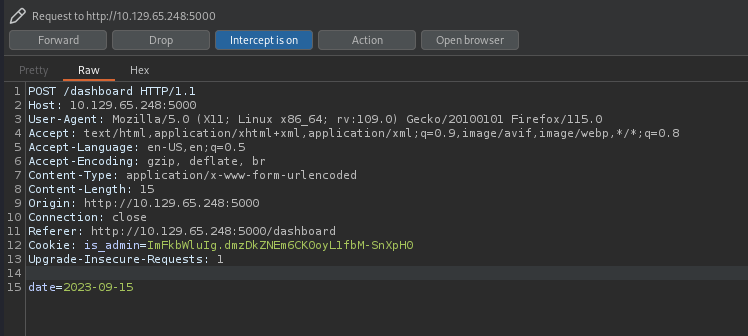 Request to http://10.129.65.248:5000
Forward Drop Intercept is on Action Open browser
Pretty Raw Hex
1 POST /dashboard HTTP/1.1
2 Host: 10.129.65.248:5000
3 User-Agent: Mozilla/5.0 (X11; Linux x86_64; rv:109.0) Gecko/20100101 Firefox/115.0
4 Accept: text/html,application/xhtml+xml,application/xml;q=0.9,image/avif,image/webp,*/*;q=0.8
5 Accept-Language: en-US,en;q=0.5
6 Accept-Encoding: gzip, deflate, br
7 Content-Type: application/x-www-form-urlencoded
8 Content-Length: 15
9 Origin: http://10.129.65.248:5000
10 Connection: close
11 Referer: http://10.129.65.248:5000/dashboard
12 Cookie: is_admin=ImFkbWluIg.dmzDkZNEm6CK0oyL1fbM-SnXpH0
13 Upgrade-Insecure-Requests: 1
14
15 date=2023-09-15